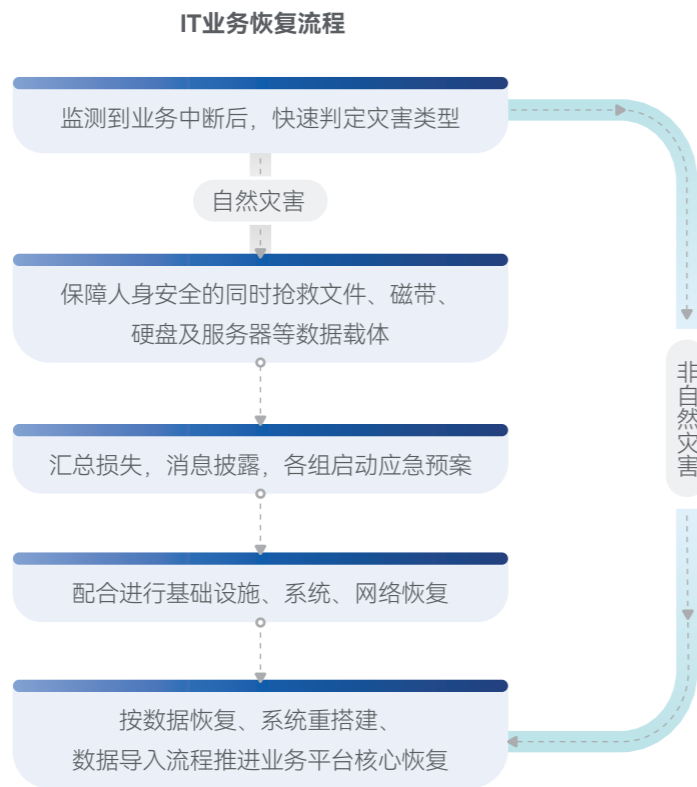 IT业务恢复流程
监测到业务中断后，快速判定灾害类型
自然灾害
保障人身安全的同时抢救文件、磁带、
硬盘及服务器等数据载体
非自然灾害
汇总损失，消息披露，各组启动应急预案
配合进行基础设施、系统、网络恢复
按数据恢复、系统重搭建、
数据导入流程推进业务平台核心恢复